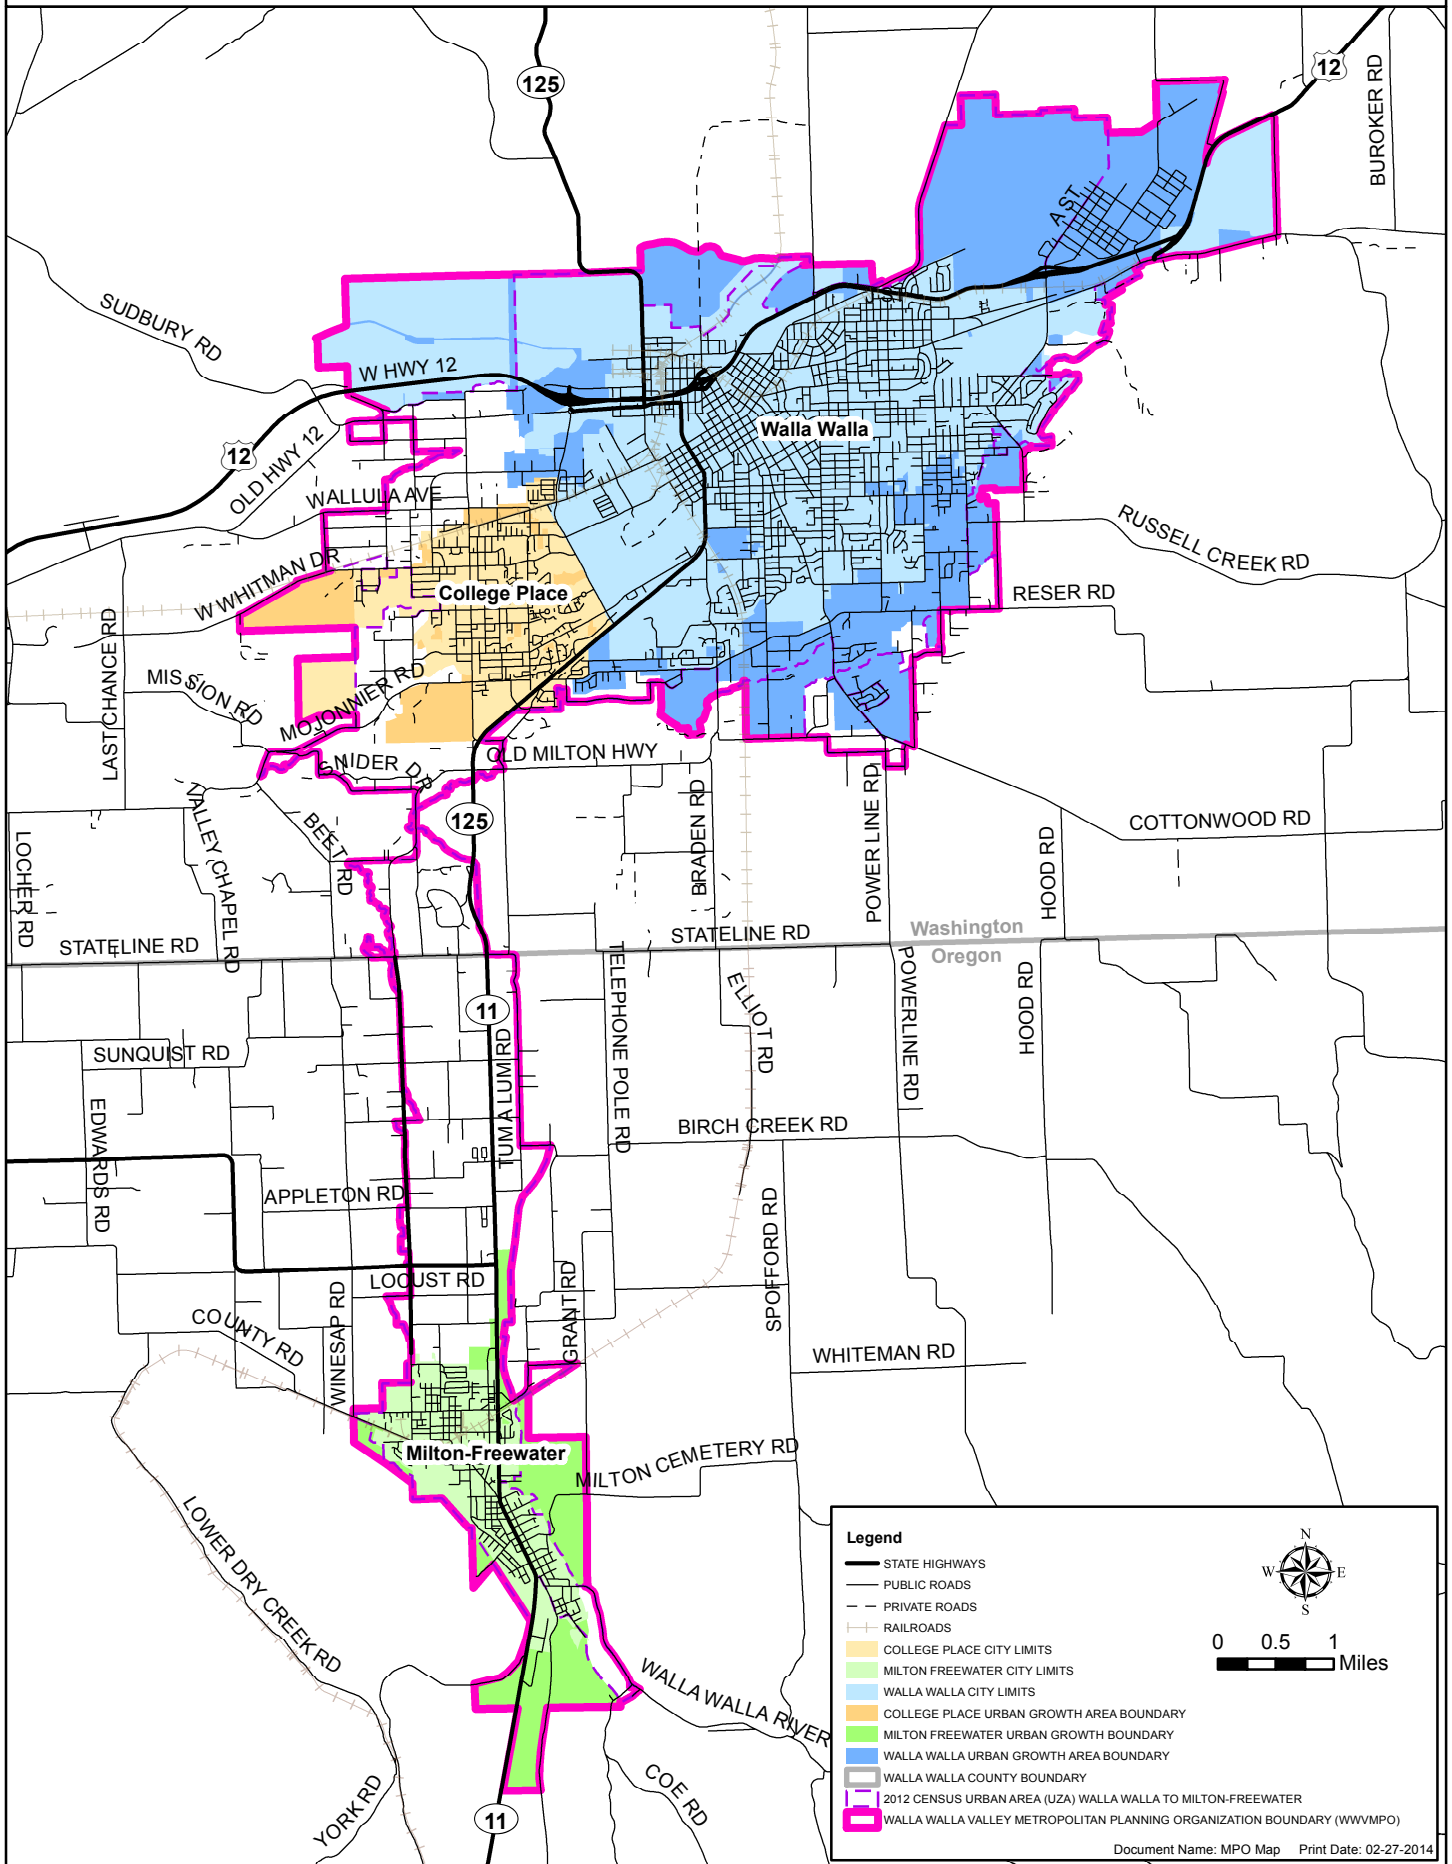 125
12
BUROKER RD
A ST
SUDBURY RD
J ST
W HWY 12
Walla Walla
12
OLD HWY 12
WALLULA AVE
RUSSELL CREEK RD
W WHITMAN DR
College Place
RESER RD
LAST CHANCE RD
MISSION RD
MOJONNIER RD
OLD MILTON HWY
SNIDER DR
VALLEY CHAPEL RD
BEET RD
125
BRADEN RD
POWER LINE RD
COTTONWOOD RD
LOCHER RD
HOOD RD
STATELINE RD
STATELINE RD
Washington
Oregon
TELEPHONE POLE RD
ELLIOT RD
POWERLINE RD
HOOD RD
11
SUNQUIST RD
TUM A LUM RD
EDWARDS RD
BIRCH CREEK RD
APPLETON RD
SPOFFORD RD
LOCUST RD
GRANT RD
WINESAP RD
COUNTY RD
WHITEMAN RD
Milton-Freewater
MILTON CEMETERY RD
LOWER DRY CREEK RD
WALLA WALLA RIVER
YORK RD
COE RD
11
Legend
STATE HIGHWAYS
PUBLIC ROADS
PRIVATE ROADS
RAILROADS
COLLEGE PLACE CITY LIMITS
MILTON FREEWATER CITY LIMITS
WALLA WALLA CITY LIMITS
COLLEGE PLACE URBAN GROWTH AREA BOUNDARY
MILTON FREEWATER URBAN GROWTH BOUNDARY
WALLA WALLA URBAN GROWTH AREA BOUNDARY
WALLA WALLA COUNTY BOUNDARY
2012 CENSUS URBAN AREA (UZA) WALLA WALLA TO MILTON-FREEWATER
WALLA WALLA VALLEY METROPOLITAN PLANNING ORGANIZATION BOUNDARY (WWVMPO)
N
W E
S
0 0.5 1
Miles
Document Name: MPO Map Print Date: 02-27-2014